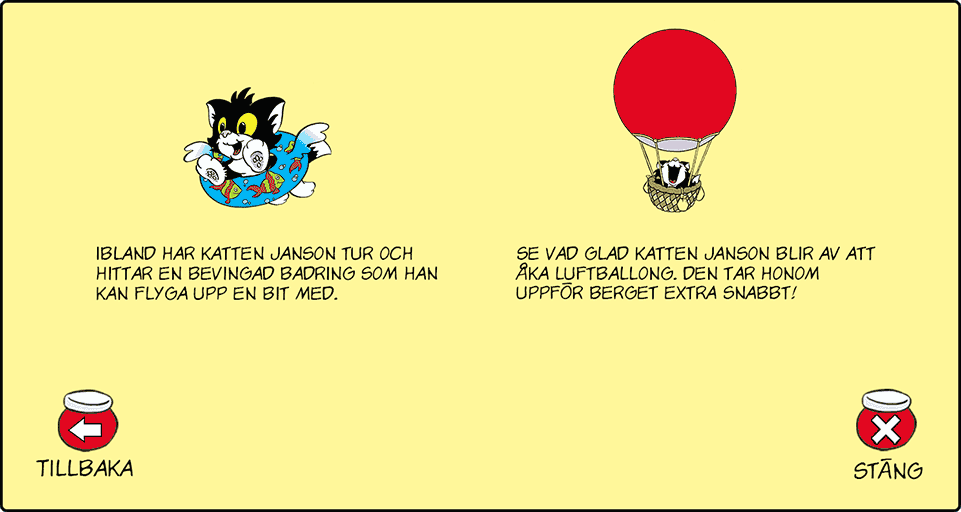 IBLAND HAR KATTEN JANSON TUR OCH
HITTAR EN BEVINGAD BADRING SOM HAN
KAN FLYGA UPP EN BIT MED.
SE VAD GLAD KATTEN JANSON BLIR AV ATT
ÅKA LUFTBALLONG. DEN TAR HONOM
UPPFÖR BERGET EXTRA SNABBT!
TILLBAKA
STÄNG